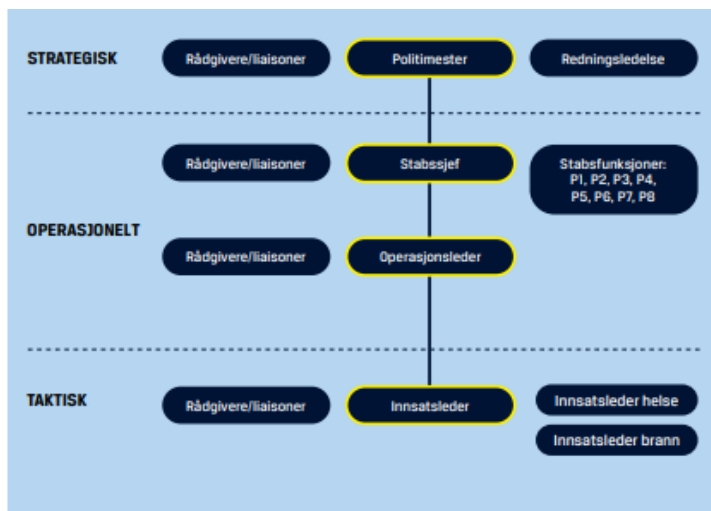 STRATEGISK
Rådgivere/liaisoner
Politimester
Redningsledelse
Rådgivere/liaisoner
Stabssjef
Stabsfunksjoner:
P1, P2, P3, P4,
P5, P6, P7, P8
OPERASJONELT
Rådgivere/liaisoner
Operasjonsleder
TAKTISK
Rådgivere/liaisoner
Innsatsleder
Innsatsleder helse
Innsatsleder brann